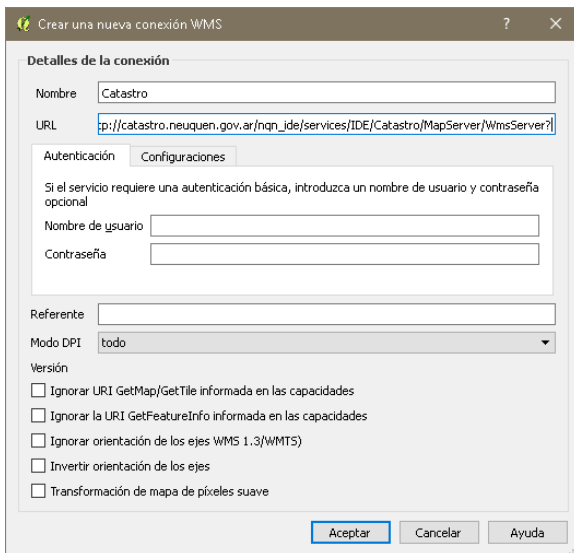 Crear una nueva conexión WMS ? ×
Detalles de la conexión
Nombre Catastro
URL :p://catastro.neuquen.gov.ar/nqn_ide/services/IDE/Catastro/MapServer/WmsServer?
Autenticación Configuraciones
Si el servicio requiere una autenticación básica, introduzca un nombre de usuario y contraseña
opcional
Nombre de usuario
Contraseña
Referente
Modo DPI todo
Versión
Ignorar URI GetMap/GetTile informada en las capacidades
Ignorar la URI GetFeatureInfo informada en las capacidades
Ignorar orientación de los ejes WMS 1.3/WMTS)
Invertir orientación de los ejes
Transformación de mapa de píxeles suave
Aceptar Cancelar Ayuda